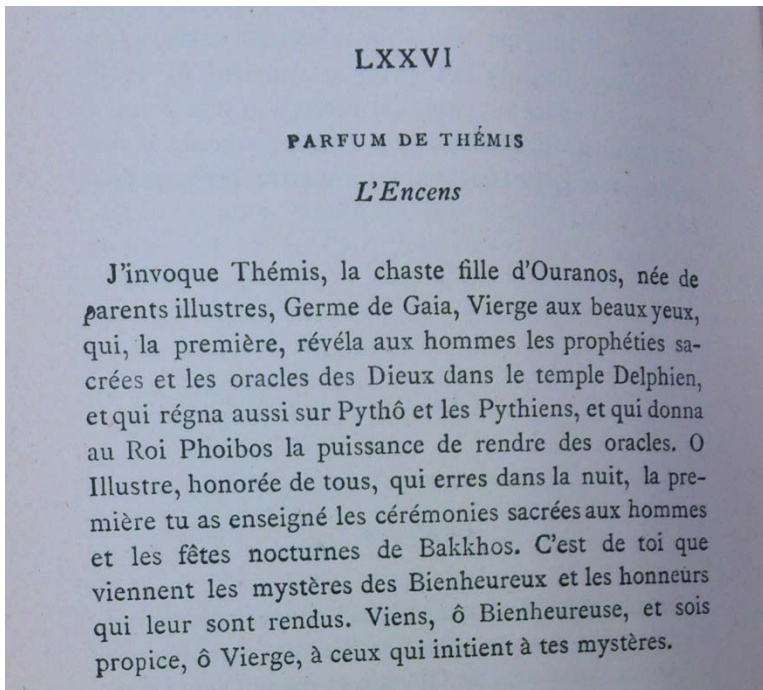 LXXVI
PARFUM DE THÉMIS
L'Encens
J'invoque Thémis, la chaste fille d'Ouranos, née de
parents illustres, Germe de Gaia, Vierge aux beaux yeux,
qui, la première, révéla aux hommes les prophéties sa-
crées et les oracles des Dieux dans le temple Delphien,
et qui régna aussi sur Pythô et les Pythiens, et qui donna
au Roi Phoibos la puissance de rendre des oracles. O
Illustre, honorée de tous, qui erres dans la nuit, la pre-
mière tu as enseigné les cérémonies sacrées aux hommes
et les fêtes nocturnes de Bakkhos. C'est de toi que
viennent les mystères des Bienheureux et les honneurs
qui leur sont rendus. Viens, ô Bienheureuse, et sois
propice, ô Vierge, à ceux qui initient à tes mystères.